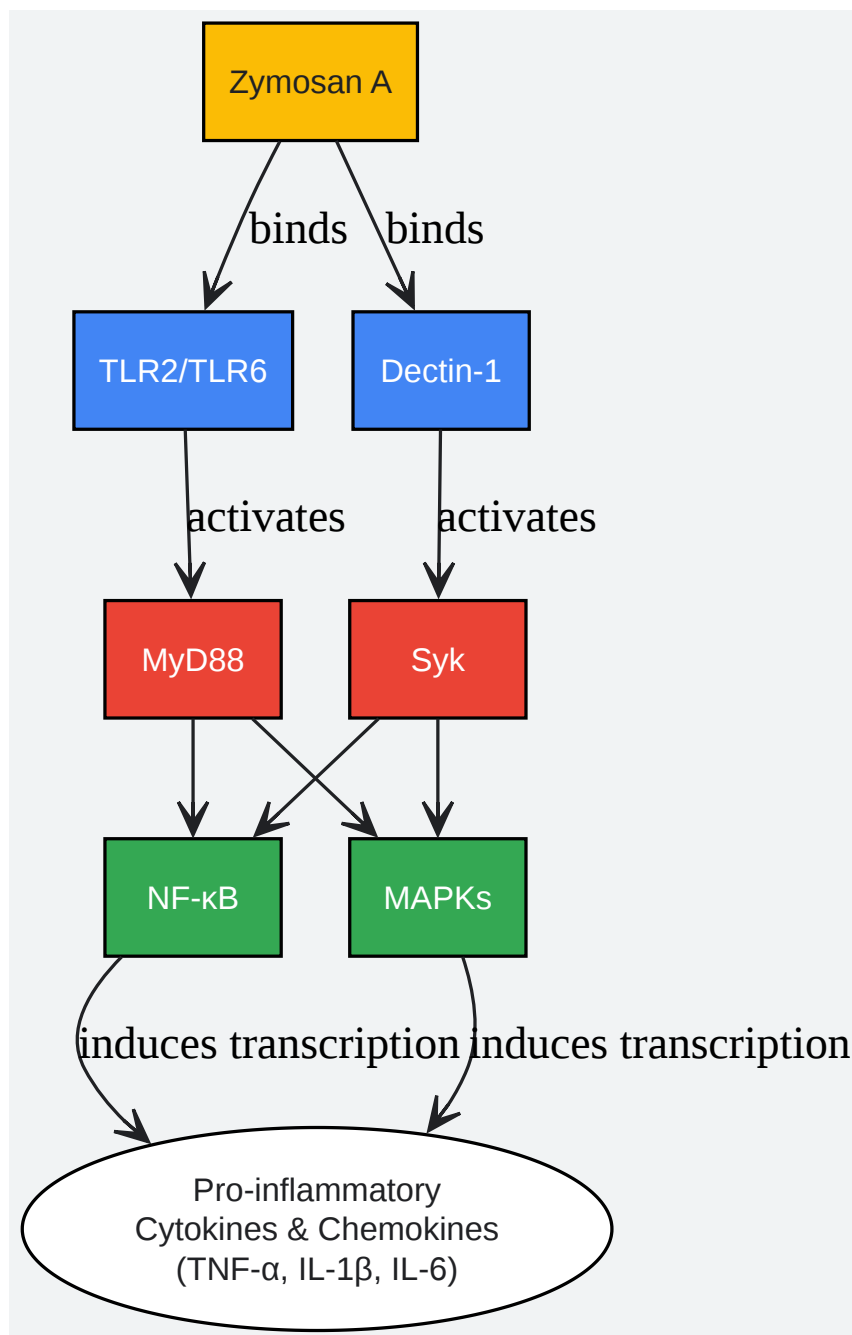 Zymosan A
binds
binds
TLR2/TLR6
Dectin-1
activates
activates
MyD88
Syk
NF-κB
MAPKs
induces transcription
induces transcription
Pro-inflammatory
Cytokines & Chemokines
(TNF-α, IL-1β, IL-6)